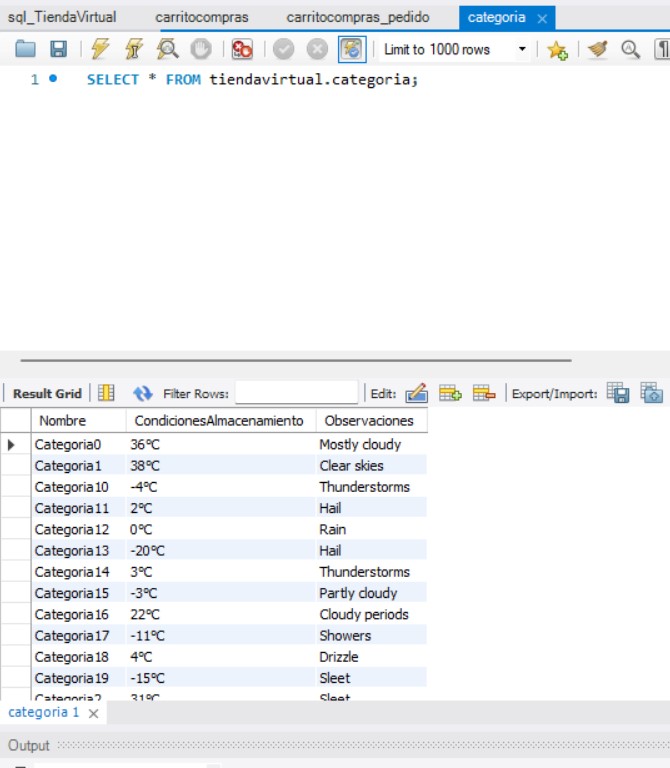 sql_TiendaVirtual carritocompras carritocompras_pedido categoria
Limit to 1000 rows
1 SELECT * FROM tiendavirtual.categoria;
Result Grid Filter Rows: Edit: Export/Import:
Nombre CondicionesAlmacenamiento Observaciones
Categoria0 36ºC Mostly cloudy
Categoria1 38ºC Clear skies
Categoria10 -4ºC Thunderstorms
Categoria11 2ºC Hail
Categoria12 0ºC Rain
Categoria13 -20ºC Hail
Categoria14 3ºC Thunderstorms
Categoria15 -3ºC Partly cloudy
Categoria16 22ºC Cloudy periods
Categoria17 -11ºC Showers
Categoria18 4ºC Drizzle
Categoria19 -15ºC Sleet
Categoria2 31ºC Sleet
categoria 1
Output